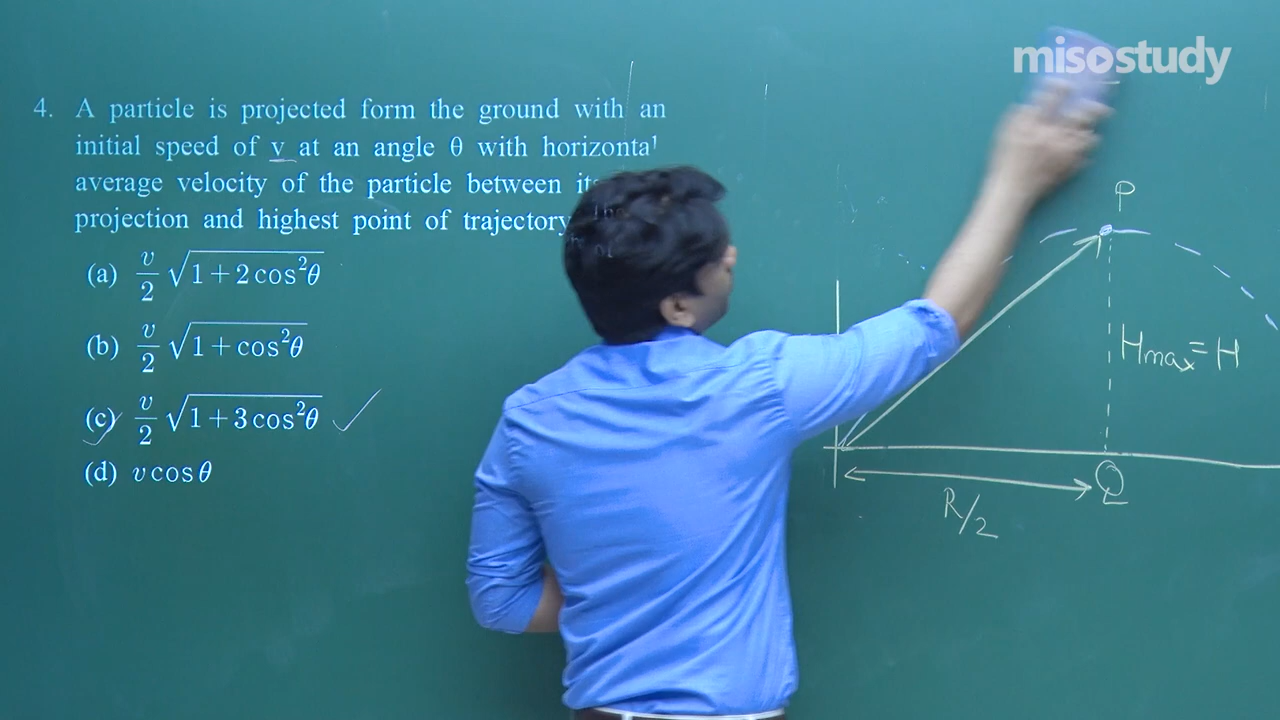 misostudy
4. A particle is projected form the ground with an
initial speed of v at an angle θ with horizontal
average velocity of the particle between its
projection and highest point of trajectory
(a) v/2 √(1+2cos²θ)
(b) v/2 √(1+cos²θ)
(c) v/2 √(1+3cos²θ) ✓
(d) v cos θ
P
Hmax = H
Q
R/2